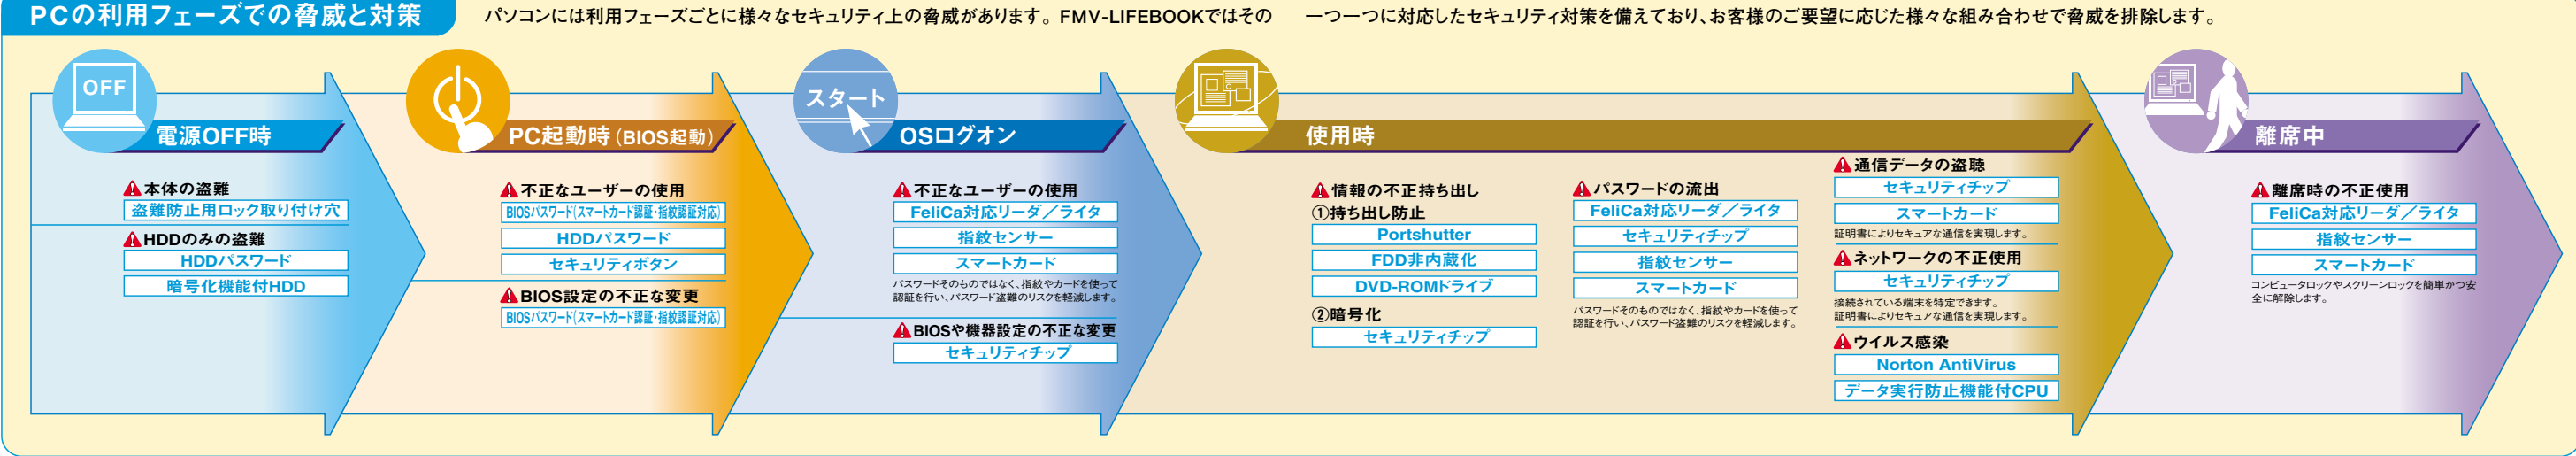 PCの利用フェーズでの脅威と対策
パソコンには利用フェーズごとに様々なセキュリティ上の脅威があります。FMV-LIFEBOOKではその
一つ一つに対応したセキュリティ対策を備えており、お客様のご要望に応じた様々な組み合わせで脅威を排除します。
OFF
電源OFF時
本体の盗難
盗難防止用ロック取り付け穴
HDDのみの盗難
HDDパスワード
暗号化機能付HDD
PC起動時（BIOS起動）
不正なユーザーの使用
BIOSパスワード(スマートカード認証・指紋認証対応)
HDDパスワード
セキュリティボタン
BIOS設定の不正な変更
BIOSパスワード(スマートカード認証・指紋認証対応)
スタート
OSログオン
不正なユーザーの使用
FeliCa対応リーダ／ライタ
指紋センサー
スマートカード
パスワードそのものではなく、指紋やカードを使って
認証を行い、パスワード盗難のリスクを軽減します。
BIOSや機器設定の不正な変更
セキュリティチップ
使用時
情報の不正持ち出し
①持ち出し防止
Portshutter
FDD非内蔵化
DVD-ROMドライブ
②暗号化
セキュリティチップ
パスワードの流出
FeliCa対応リーダ／ライタ
セキュリティチップ
指紋センサー
スマートカード
パスワードそのものではなく、指紋やカードを使って
認証を行い、パスワード盗難のリスクを軽減します。
通信データの盗聴
セキュリティチップ
スマートカード
証明書によりセキュアな通信を実現します。
ネットワークの不正使用
セキュリティチップ
接続されている端末を特定できます。
証明書によりセキュアな通信を実現します。
ウイルス感染
Norton AntiVirus
データ実行防止機能付CPU
離席中
離席時の不正使用
FeliCa対応リーダ／ライタ
指紋センサー
スマートカード
コンピュータロックやスクリーンロックを簡単かつ安
全に解除します。